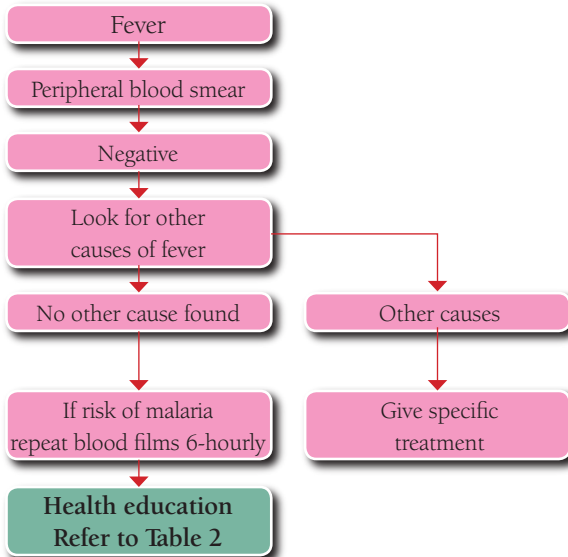 Fever
Peripheral blood smear
Negative
Look for other
causes of fever
No other cause found
Other causes
If risk of malaria
repeat blood films 6-hourly
Give specific
treatment
Health education
Refer to Table 2